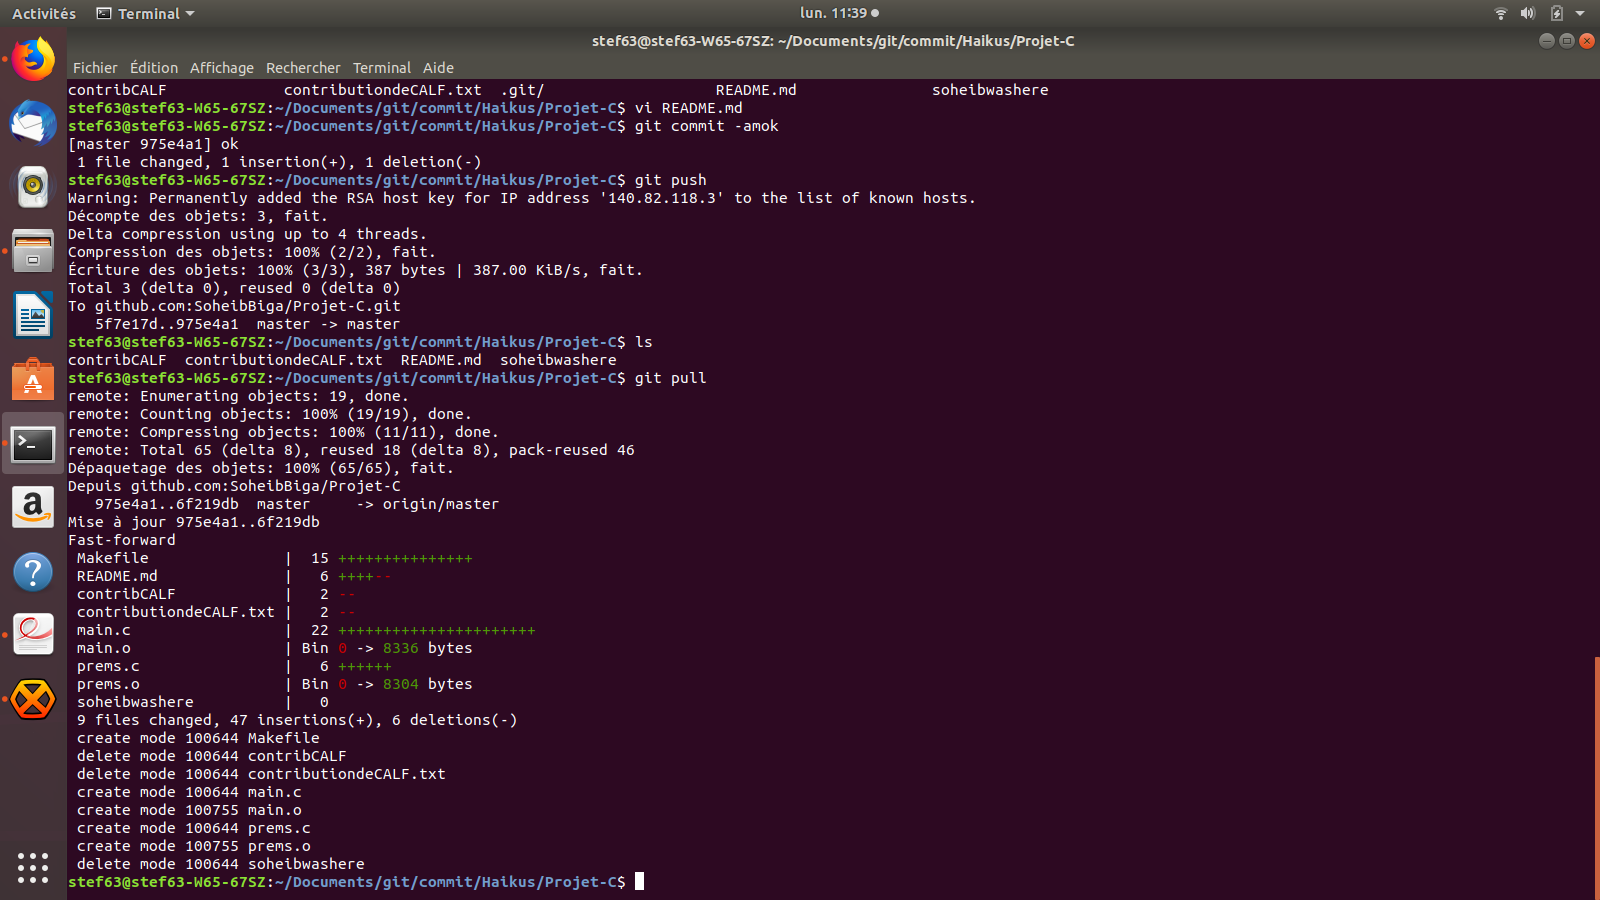 Activités Terminal lun. 11:39
stef63@stef63-W65-67SZ: ~/Documents/git/commit/Haikus/Projet-C
Fichier Édition Affichage Rechercher Terminal Aide
contribCALF             contributiondeCALF.txt  .git/                   README.md               soheibwashere
stef63@stef63-W65-67SZ:~/Documents/git/commit/Haikus/Projet-C$ vi README.md
stef63@stef63-W65-67SZ:~/Documents/git/commit/Haikus/Projet-C$ git commit -amok
[master 975e4a1] ok
 1 file changed, 1 insertion(+), 1 deletion(-)
stef63@stef63-W65-67SZ:~/Documents/git/commit/Haikus/Projet-C$ git push
Warning: Permanently added the RSA host key for IP address '140.82.118.3' to the list of known hosts.
Décompte des objets: 3, fait.
Delta compression using up to 4 threads.
Compression des objets: 100% (2/2), fait.
Écriture des objets: 100% (3/3), 387 bytes | 387.00 KiB/s, fait.
Total 3 (delta 0), reused 0 (delta 0)
To github.com:SoheibBiga/Projet-C.git
   5f7e17d..975e4a1  master -> master
stef63@stef63-W65-67SZ:~/Documents/git/commit/Haikus/Projet-C$ ls
contribCALF  contributiondeCALF.txt  README.md  soheibwashere
stef63@stef63-W65-67SZ:~/Documents/git/commit/Haikus/Projet-C$ git pull
remote: Enumerating objects: 19, done.
remote: Counting objects: 100% (19/19), done.
remote: Compressing objects: 100% (11/11), done.
remote: Total 65 (delta 8), reused 18 (delta 8), pack-reused 46
Dépaquetage des objets: 100% (65/65), fait.
Depuis github.com:SoheibBiga/Projet-C
   975e4a1..6f219db  master     -> origin/master
Mise à jour 975e4a1..6f219db
Fast-forward
 Makefile               |  15 +++++++++++++++
 README.md              |   6 ++++--
 contribCALF            |   2 --
 contributiondeCALF.txt |   2 --
 main.c                 |  22 ++++++++++++++++++++++
 main.o                 | Bin 0 -> 8336 bytes
 prems.c                |   6 ++++++
 prems.o                | Bin 0 -> 8304 bytes
 soheibwashere          |   0
 9 files changed, 47 insertions(+), 6 deletions(-)
 create mode 100644 Makefile
 delete mode 100644 contribCALF
 delete mode 100644 contributiondeCALF.txt
 create mode 100644 main.c
 create mode 100755 main.o
 create mode 100644 prems.c
 create mode 100755 prems.o
 delete mode 100644 soheibwashere
stef63@stef63-W65-67SZ:~/Documents/git/commit/Haikus/Projet-C$